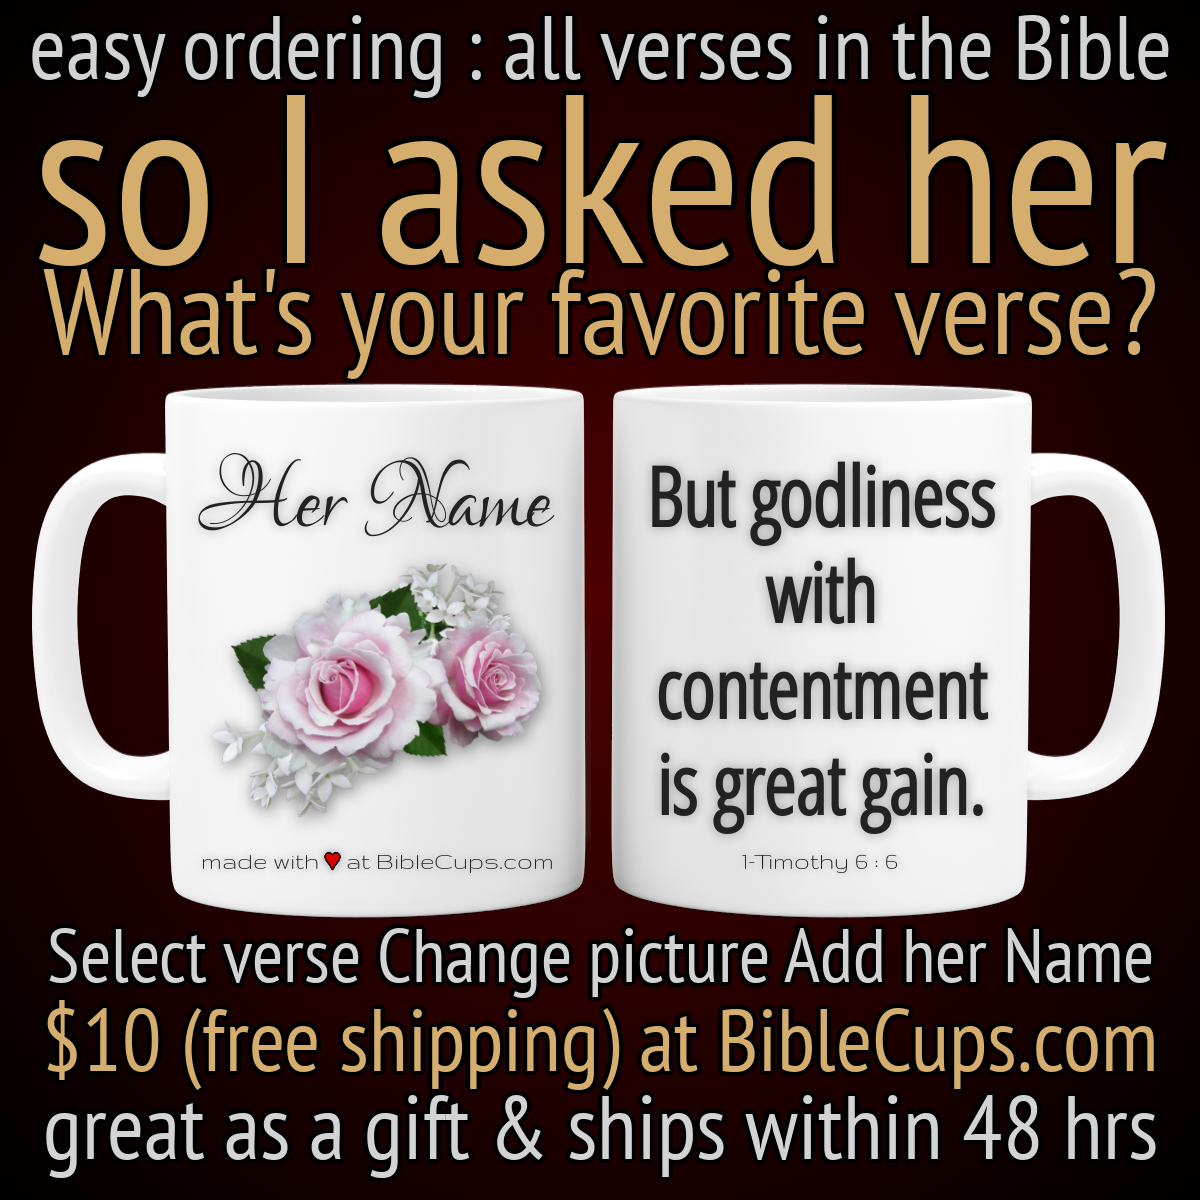 easy ordering : all verses in the Bible
so I asked her
What's your favorite verse?
Her Name
made with ❤ at BibleCups.com
But godliness
with
contentment
is great gain.
1-Timothy 6 : 6
Select verse Change picture Add her Name
$10 (free shipping) at BibleCups.com
great as a gift & ships within 48 hrs